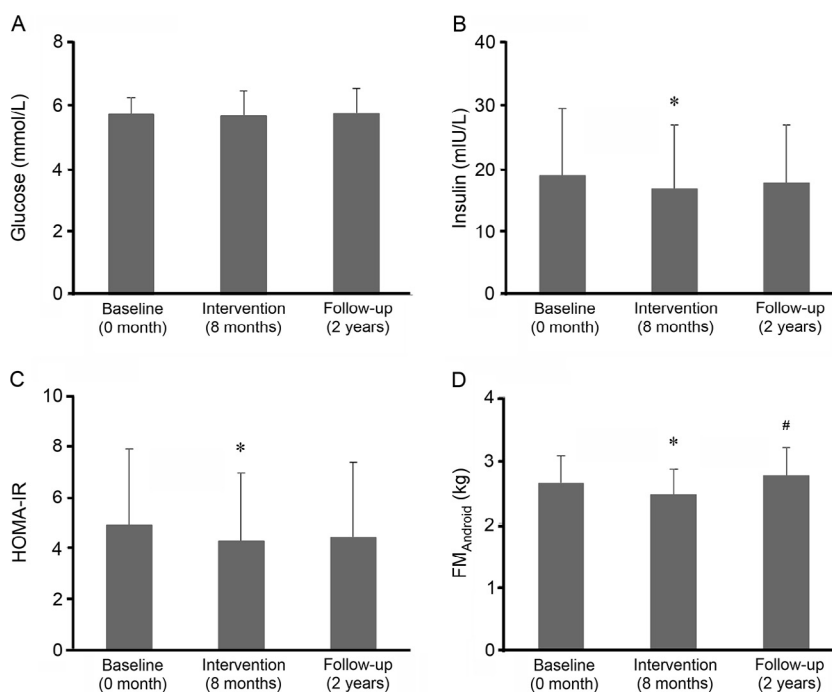 A
Glucose (mmol/L)
8
6
4
2
0
Baseline
(0 month)
Intervention
(8 months)
Follow-up
(2 years)
B
Insulin (mIU/L)
40
30
20
10
0
*
Baseline
(0 month)
Intervention
(8 months)
Follow-up
(2 years)
C
HOMA-IR
10
8
6
4
2
0
*
Baseline
(0 month)
Intervention
(8 months)
Follow-up
(2 years)
D
FMAndroid (kg)
4
3
2
1
0
*
#
Baseline
(0 month)
Intervention
(8 months)
Follow-up
(2 years)